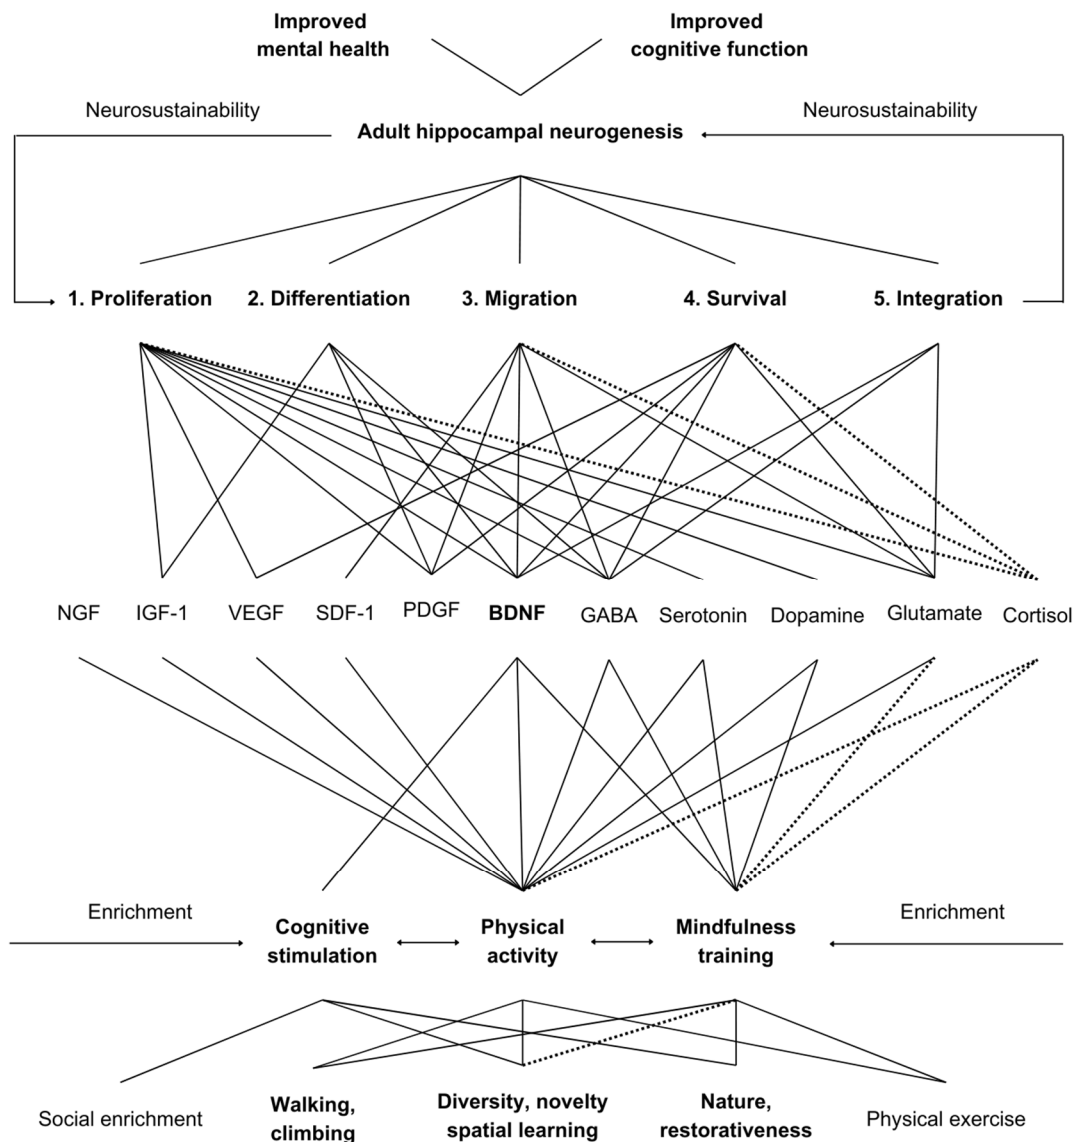 Improved
mental health
Improved
cognitive function
Neurosustainability
Neurosustainability
Adult hippocampal neurogenesis
1. Proliferation
2. Differentiation
3. Migration
4. Survival
5. Integration
NGF
IGF-1
VEGF
SDF-1
PDGF
BDNF
GABA
Serotonin
Dopamine
Glutamate
Cortisol
Enrichment
Enrichment
Cognitive
stimulation
Physical
activity
Mindfulness
training
Social enrichment
Walking,
climbing
Diversity, novelty
spatial learning
Nature,
restorativeness
Physical exercise